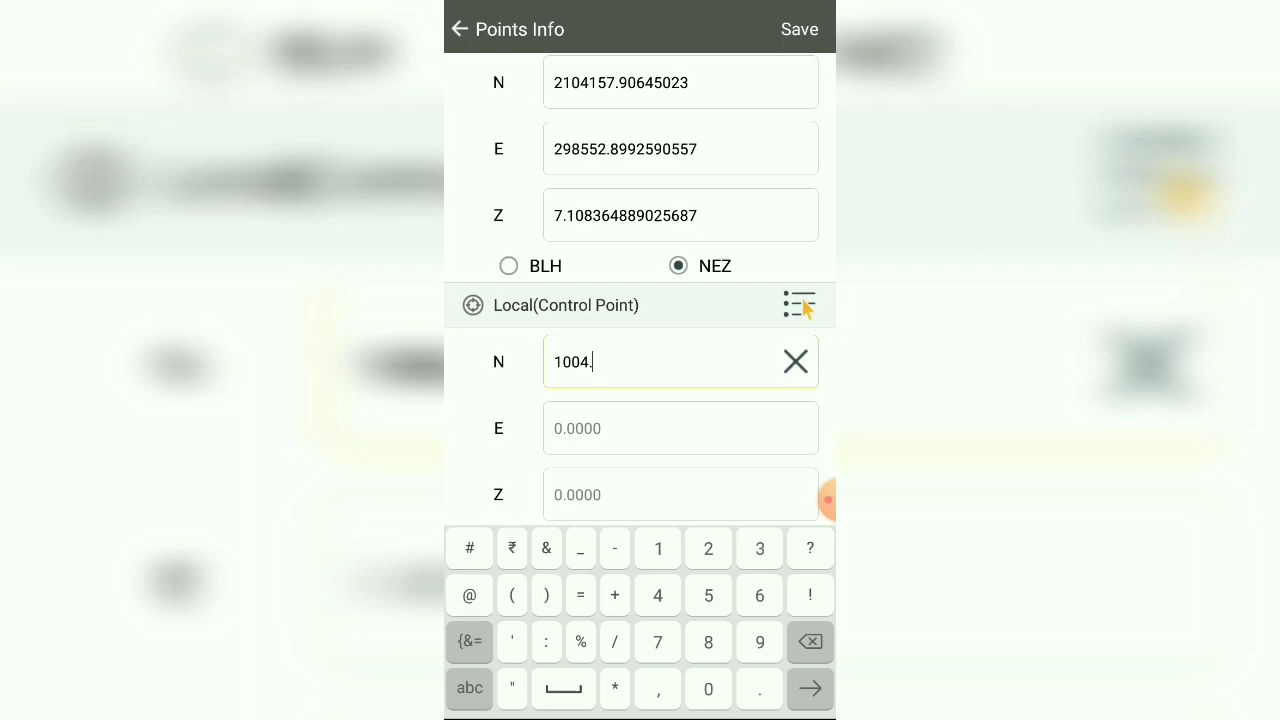 Points Info Save
N 2104157.90645023
E 298552.8992590557
Z 7.108364889025687
BLH NEZ
Local(Control Point)
N 1004.
E 0.0000
Z 0.0000
# ₹ & _ - 1 2 3 ?
@ ( ) = + 4 5 6 !
{&= ' : % / 7 8 9
abc " * , 0 .